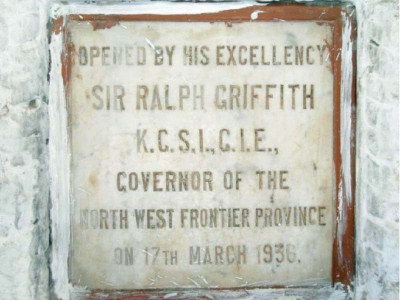 OPENED BY HIS EXCELLENCY
SIR RALPH GRIFFITH
K.C.S.I., C.I.E.,
GOVERNOR OF THE
NORTH WEST FRONTIER PROVINCE
ON 17TH MARCH 1936.